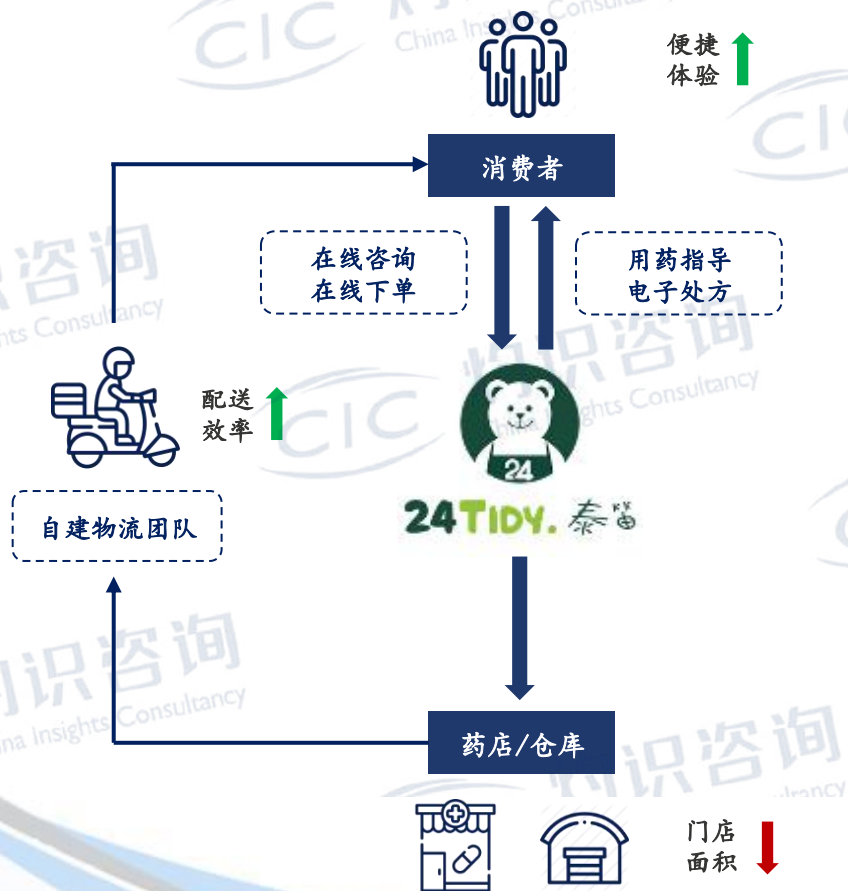 CIC 灼识咨询
China Insights Consultancy
便捷
体验
消费者
在线咨询
在线下单
用药指导
电子处方
配送
效率
24
24TIDY. 泰笛
自建物流团队
药店/仓库
门店
面积